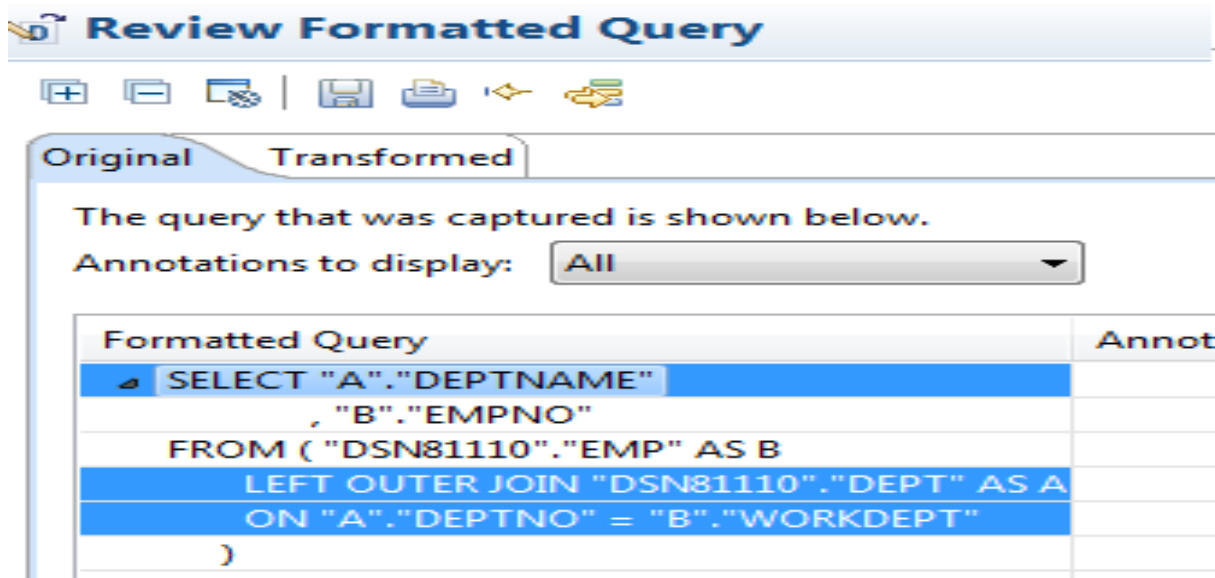 Review Formatted Query
Original Transformed
The query that was captured is shown below.
Annotations to display: All
Formatted Query Annot
SELECT "A"."DEPTNAME"
, "B"."EMPNO"
FROM ( "DSN81110"."EMP" AS B
LEFT OUTER JOIN "DSN81110"."DEPT" AS A
ON "A"."DEPTNO" = "B"."WORKDEPT"
)